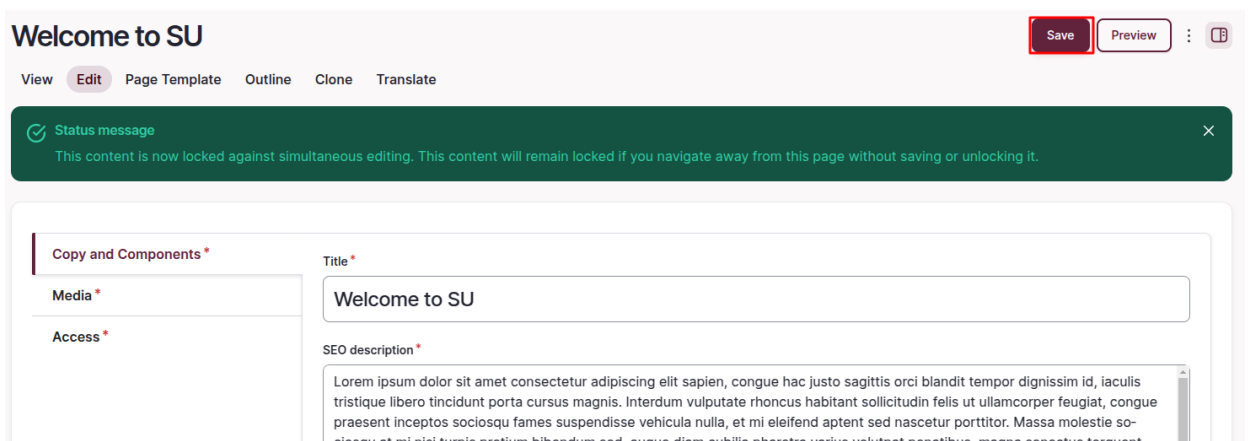 Welcome to SU
Save
Preview
View
Edit
Page Template
Outline
Clone
Translate
Status message
This content is now locked against simultaneous editing. This content will remain locked if you navigate away from this page without saving or unlocking it.
Copy and Components *
Media *
Access *
Title *
Welcome to SU
SEO description *
Lorem ipsum dolor sit amet consectetur adipiscing elit sapien, congue hac justo sagittis orci blandit tempor dignissim id, iaculis
tristique libero tincidunt porta cursus magnis. Interdum vulputate rhoncus habitant sollicitudin felis ut ullamcorper feugiat, congue
praesent inceptos sociosqu fames suspendisse vehicula nulla, et mi eleifend aptent sed nascetur porttitor. Massa molestie so-